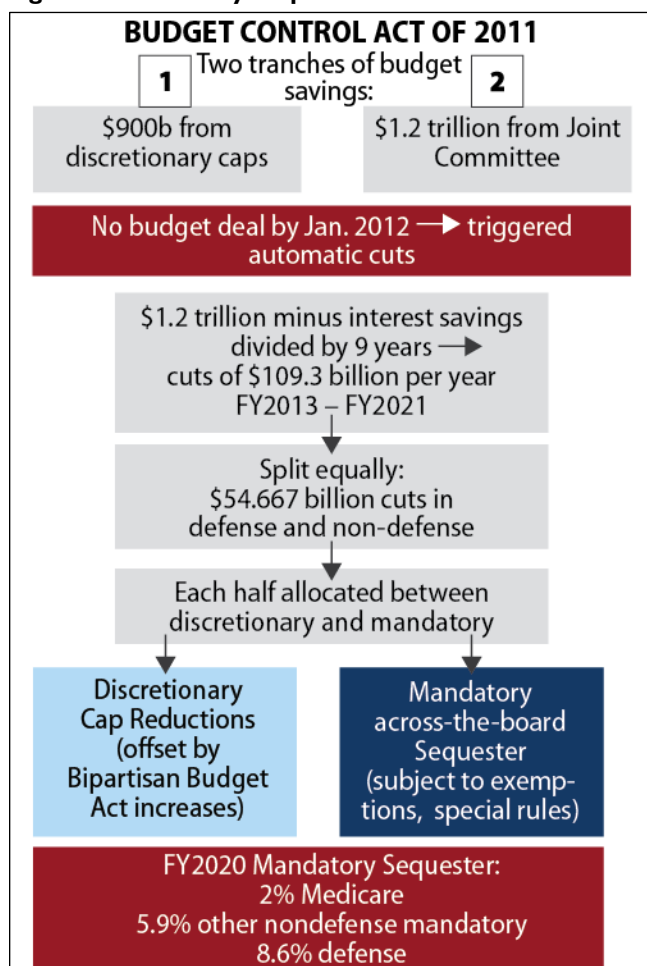 BUDGET CONTROL ACT OF 2011
1 Two tranches of budget 2
savings:
$900b from
discretionary caps
$1.2 trillion from Joint
Committee
No budget deal by Jan. 2012 → triggered
automatic cuts
$1.2 trillion minus interest savings
divided by 9 years →
cuts of $109.3 billion per year
FY2013 – FY2021
Split equally:
$54.667 billion cuts in
defense and non-defense
Each half allocated between
discretionary and mandatory
Discretionary
Cap Reductions
(offset by
Bipartisan Budget
Act increases)
Mandatory
across-the-board
Sequester
(subject to exemp-
tions, special rules)
FY2020 Mandatory Sequester:
2% Medicare
5.9% other nondefense mandatory
8.6% defense